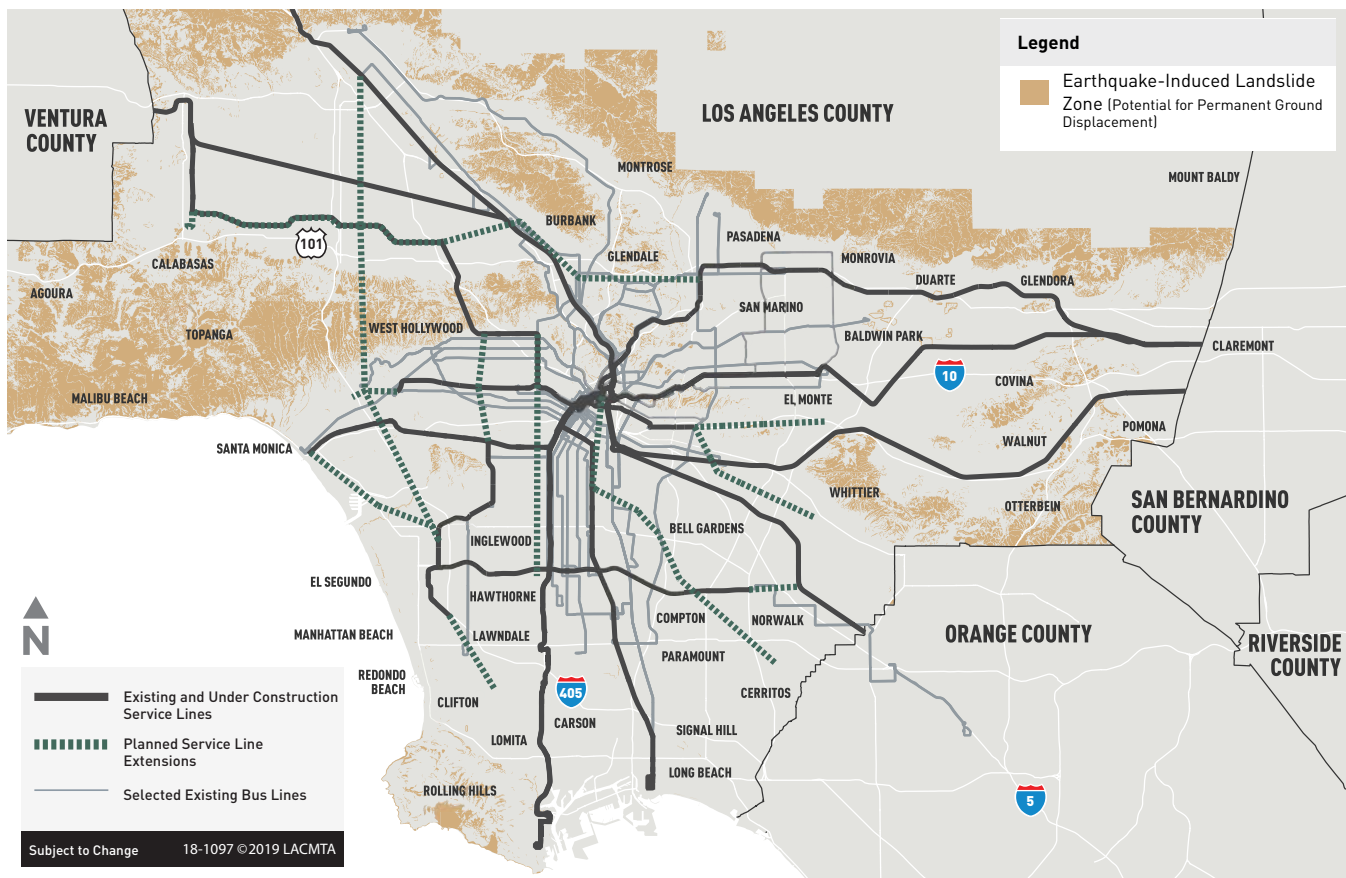 Legend
Earthquake-Induced Landslide
Zone (Potential for Permanent Ground
Displacement)
VENTURA
COUNTY
LOS ANGELES COUNTY
MONTROSE
MOUNT BALDY
BURBANK
101
PASADENA
GLENDALE
MONROVIA
CALABASAS
DUARTE
GLENDORA
AGOURA
SAN MARINO
TOPANGA
WEST HOLLYWOOD
BALDWIN PARK
CLAREMONT
10
COVINA
MALIBU BEACH
EL MONTE
POMONA
SANTA MONICA
WALNUT
WHITTIER
SAN BERNARDINO
COUNTY
OTTERBEIN
BELL GARDENS
INGLEWOOD
EL SEGUNDO
HAWTHORNE
COMPTON
NORWALK
N
MANHATTAN BEACH
LAWNDALE
ORANGE COUNTY
RIVERSIDE
COUNTY
PARAMOUNT
REDONDO
BEACH
405
CERRITOS
CLIFTON
CARSON
SIGNAL HILL
LOMITA
LONG BEACH
ROLLING HILLS
5
Existing and Under Construction
Service Lines
Planned Service Line
Extensions
Selected Existing Bus Lines
Subject to Change 18-1097 ©2019 LACMTA